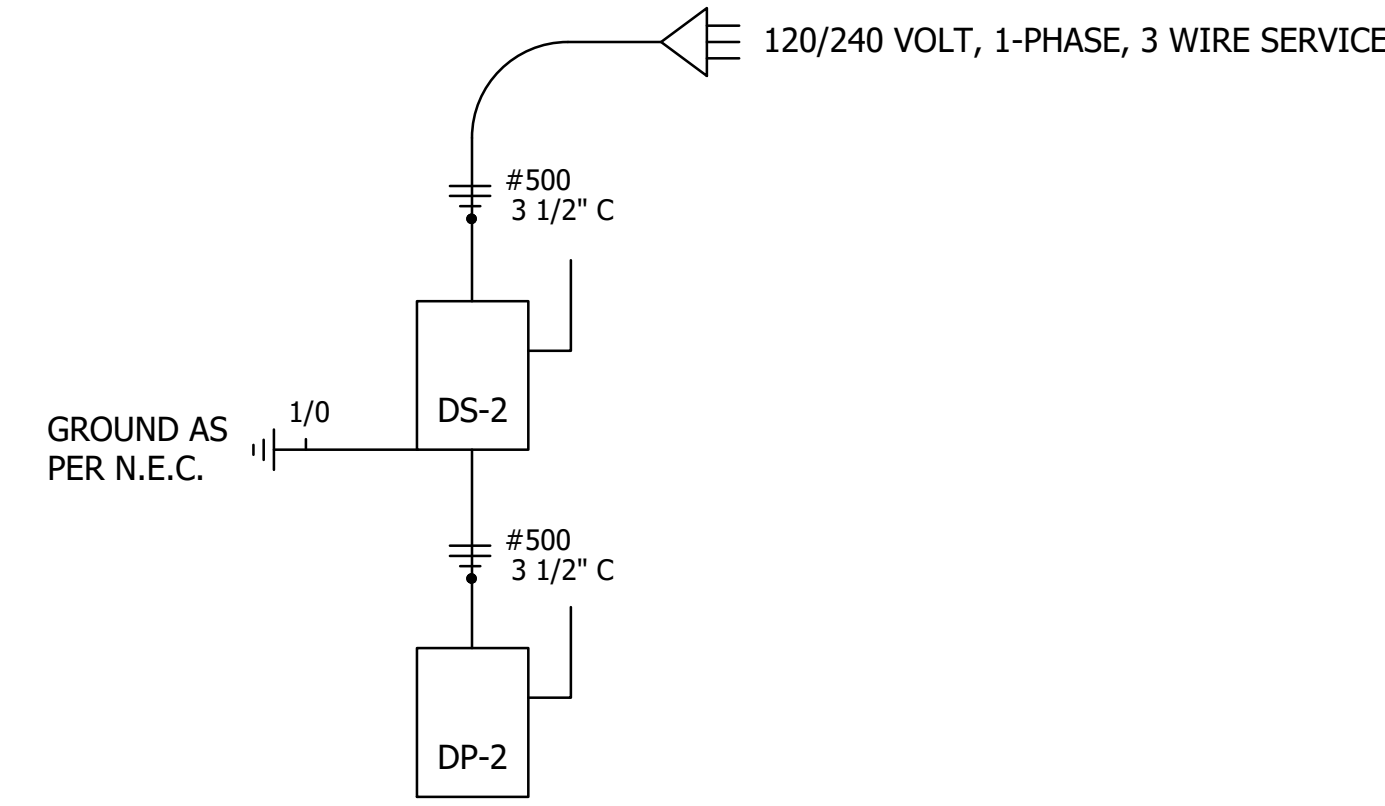 120/240 VOLT, 1-PHASE, 3 WIRE SERVICE
#500
3 1/2" C
DS-2
1/0
GROUND AS
PER N.E.C.
#500
3 1/2" C
DP-2